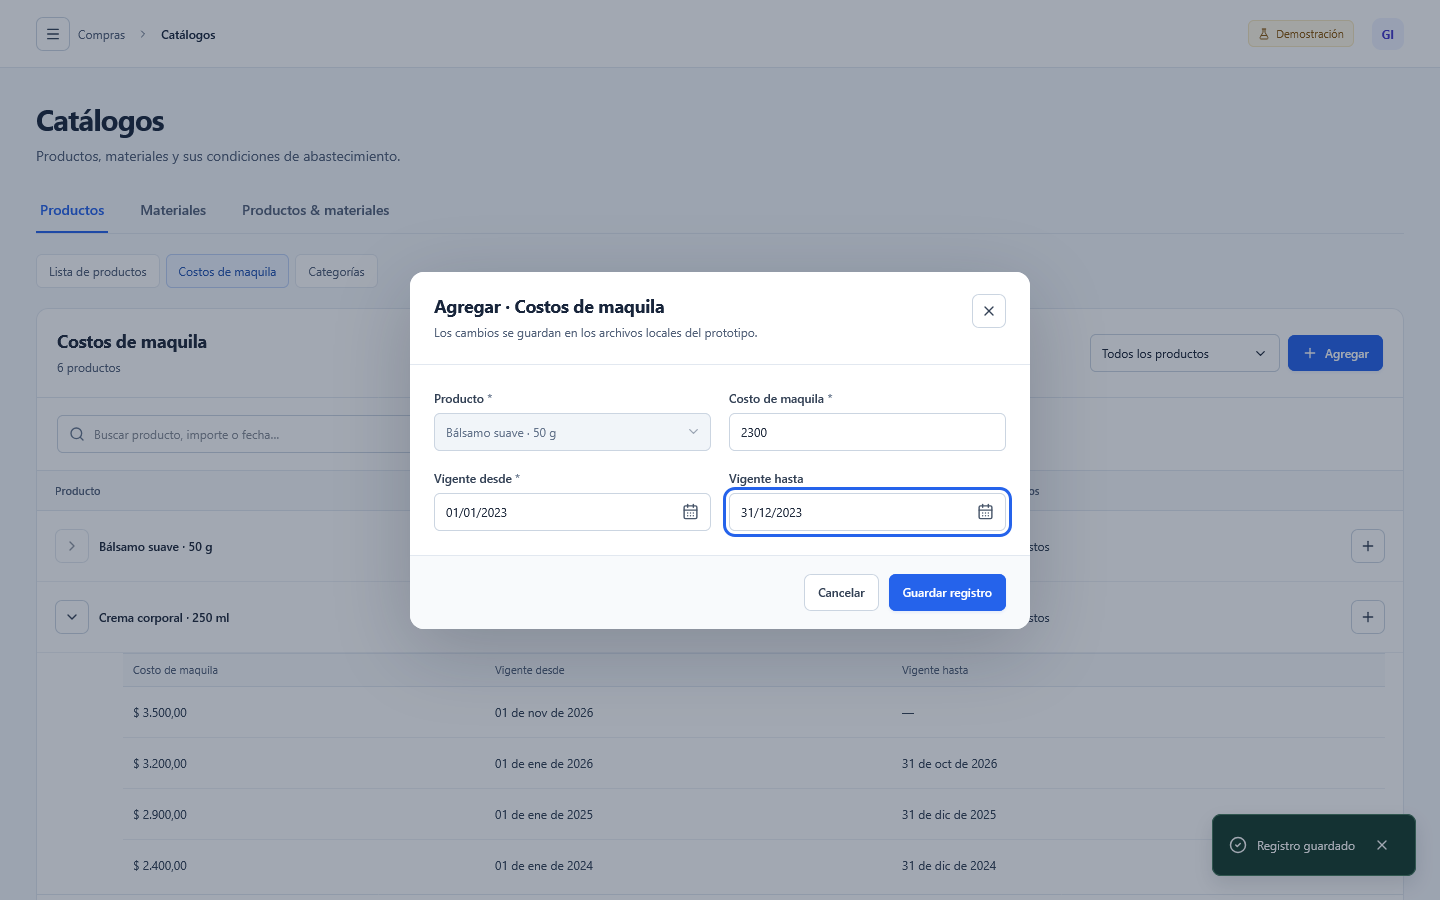 Compras
Catálogos
Demostración
GI
Catálogos
Productos, materiales y sus condiciones de abastecimiento.
Productos
Materiales
Productos & materiales
Lista de productos
Costos de maquila
Categorías
Costos de maquila
6 productos
Todos los productos
Agregar
Buscar producto, importe o fecha...
Producto
Bálsamo suave · 50 g
Crema corporal · 250 ml
Costo de maquila
Vigente desde
Vigente hasta
$ 3.500,00
01 de nov de 2026
—
$ 3.200,00
01 de ene de 2026
31 de oct de 2026
$ 2.900,00
01 de ene de 2025
31 de dic de 2025
$ 2.400,00
01 de ene de 2024
31 de dic de 2024
Agregar · Costos de maquila
Los cambios se guardan en los archivos locales del prototipo.
Producto *
Bálsamo suave · 50 g
Costo de maquila *
2300
Vigente desde *
01/01/2023
Vigente hasta
31/12/2023
Cancelar
Guardar registro
Registro guardado